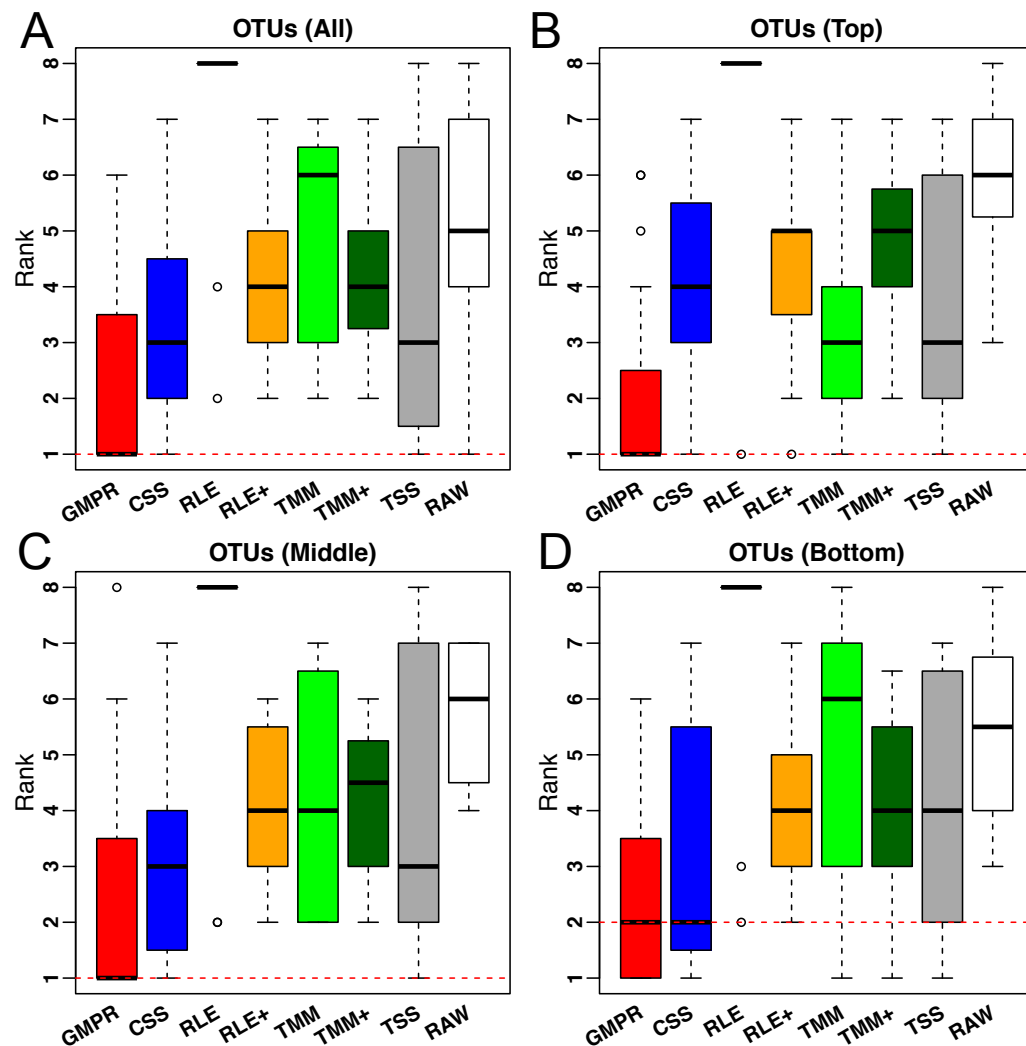 A
OTUs (All)
Rank
8
7
6
5
4
3
2
1
GMPR
CSS
RLE
RLE+
TMM
TMM+
TSS
RAW
B
OTUs (Top)
Rank
8
7
6
5
4
3
2
1
GMPR
CSS
RLE
RLE+
TMM
TMM+
TSS
RAW
C
OTUs (Middle)
Rank
8
7
6
5
4
3
2
1
GMPR
CSS
RLE
RLE+
TMM
TMM+
TSS
RAW
D
OTUs (Bottom)
Rank
8
7
6
5
4
3
2
1
GMPR
CSS
RLE
RLE+
TMM
TMM+
TSS
RAW